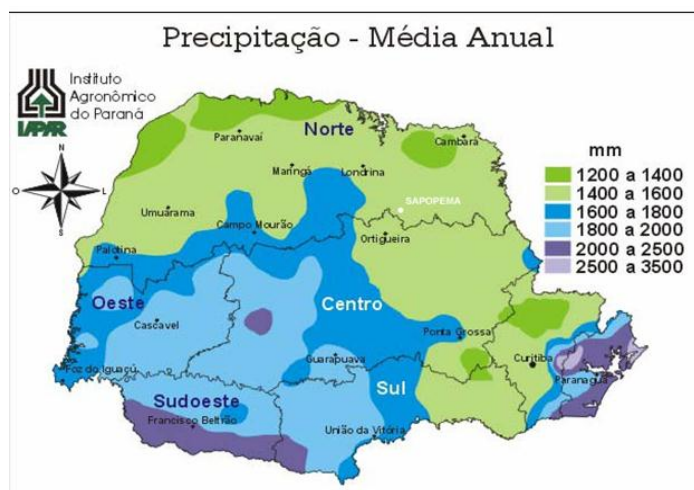 Precipitação - Média Anual
Instituto
Agronômico
do Paraná
IAPAR
N
O
L
S
Paranavaí
Norte
Cambará
Maringá
Londrina
SAPOPEMA
Umuarama
Campo Mourão
Ortigueira
Palotina
Oeste
Centro
Cascavel
Ponta Grossa
Guarapuava
Curitiba
Foz do Iguaçú
Paranaguá
Sul
Sudoeste
Francisco Beltrão
União da Vitória
mm
1200 a 1400
1400 a 1600
1600 a 1800
1800 a 2000
2000 a 2500
2500 a 3500